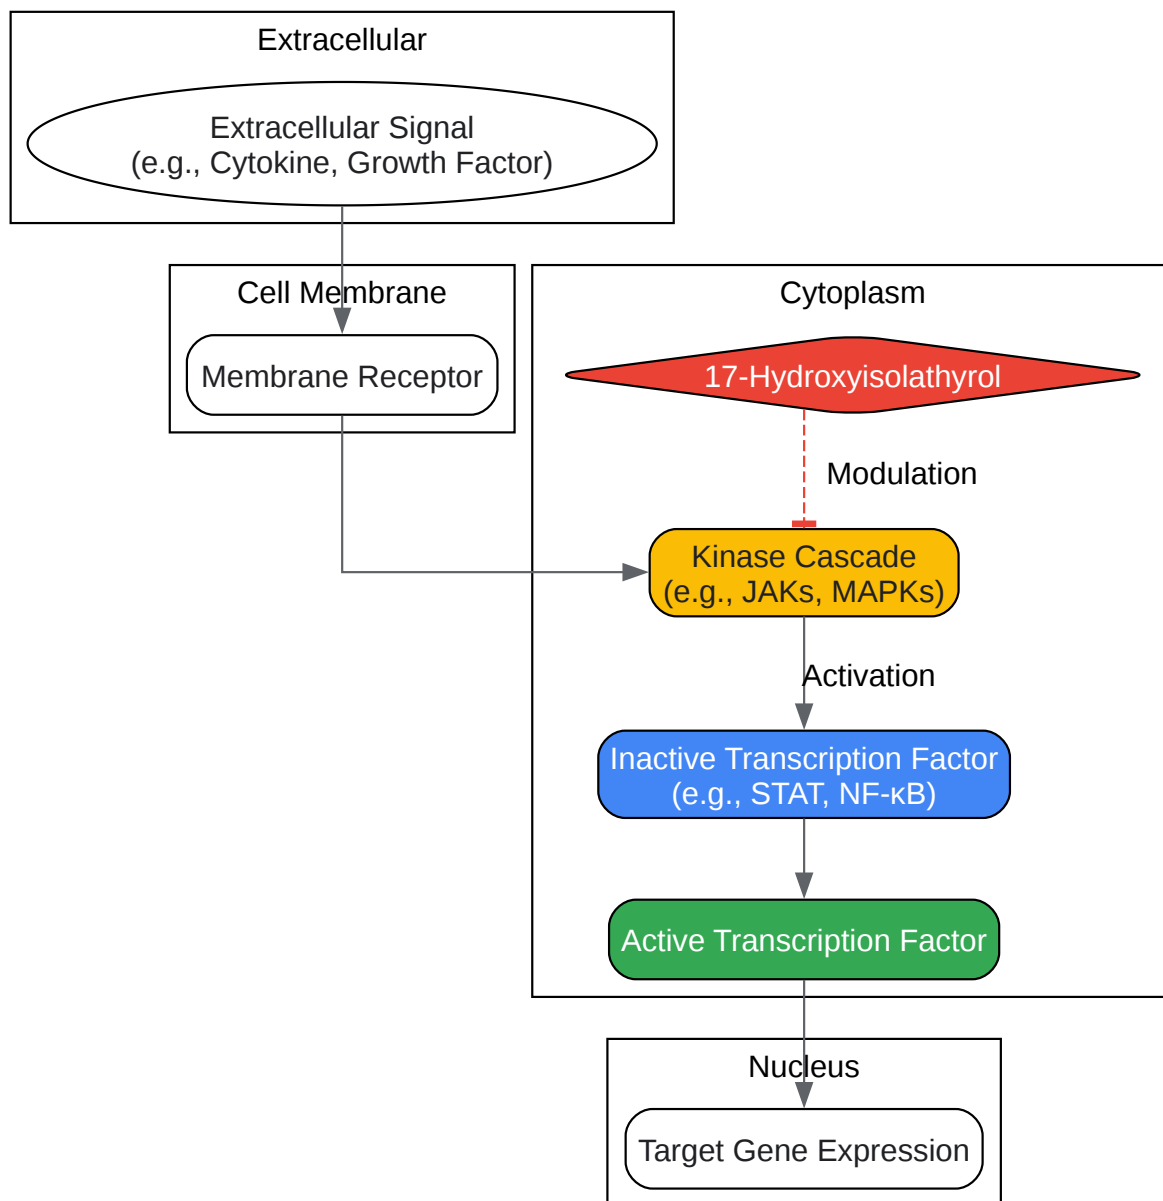 Extracellular
Extracellular Signal
(e.g., Cytokine, Growth Factor)
Cell Membrane
Membrane Receptor
Cytoplasm
17-Hydroxyisolathyrol
Modulation
Kinase Cascade
(e.g., JAKs, MAPKs)
Activation
Inactive Transcription Factor
(e.g., STAT, NF-κB)
Active Transcription Factor
Nucleus
Target Gene Expression